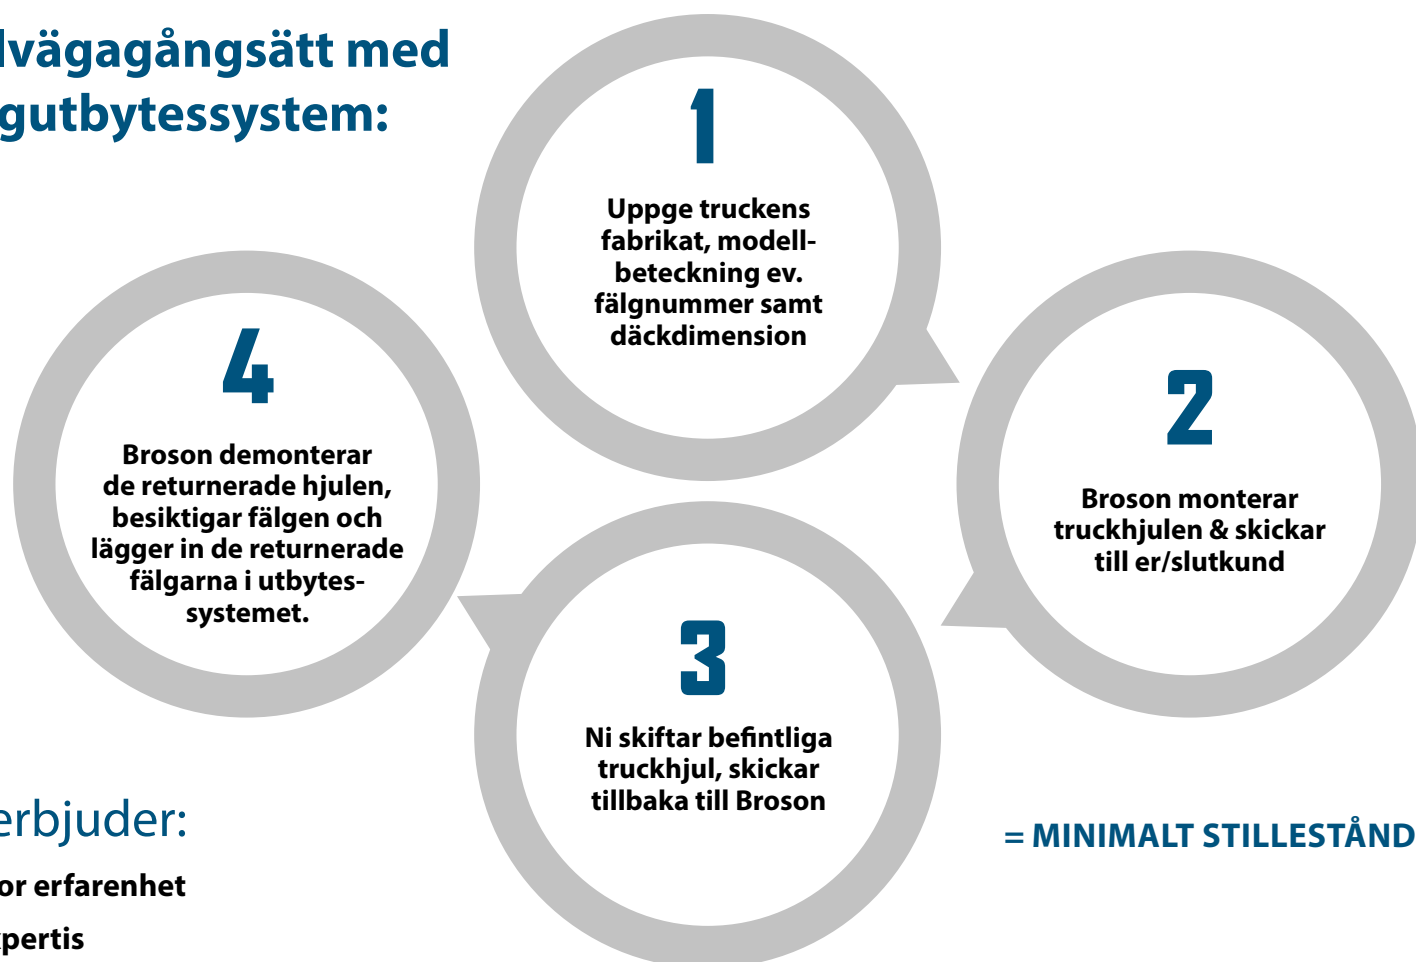 lvägagångsätt med
gutbytessystem:
1
Uppge truckens
fabrikat, modell-
beteckning ev.
fälgnummer samt
däckdimension
2
Broson monterar
truckhjulen & skickar
till er/slutkund
3
Ni skiftar befintliga
truckhjul, skickar
tillbaka till Broson
4
Broson demonterar
de returnerade hjulen,
besiktigar fälgen och
lägger in de returnerade
fälgarna i utbytes-
systemet.
= MINIMALT STILLESTÅND
erbjuder:
or erfarenhet
pertis